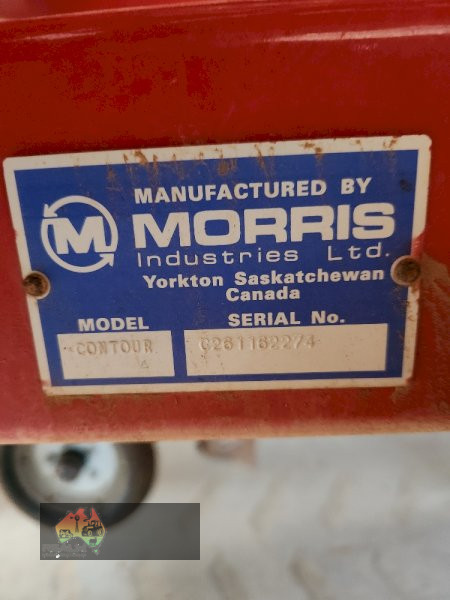 M
MANUFACTURED BY
MORRIS
Industries Ltd.
Yorkton Saskatchewan
Canada
MODEL
SERIAL No.
CONTOUR